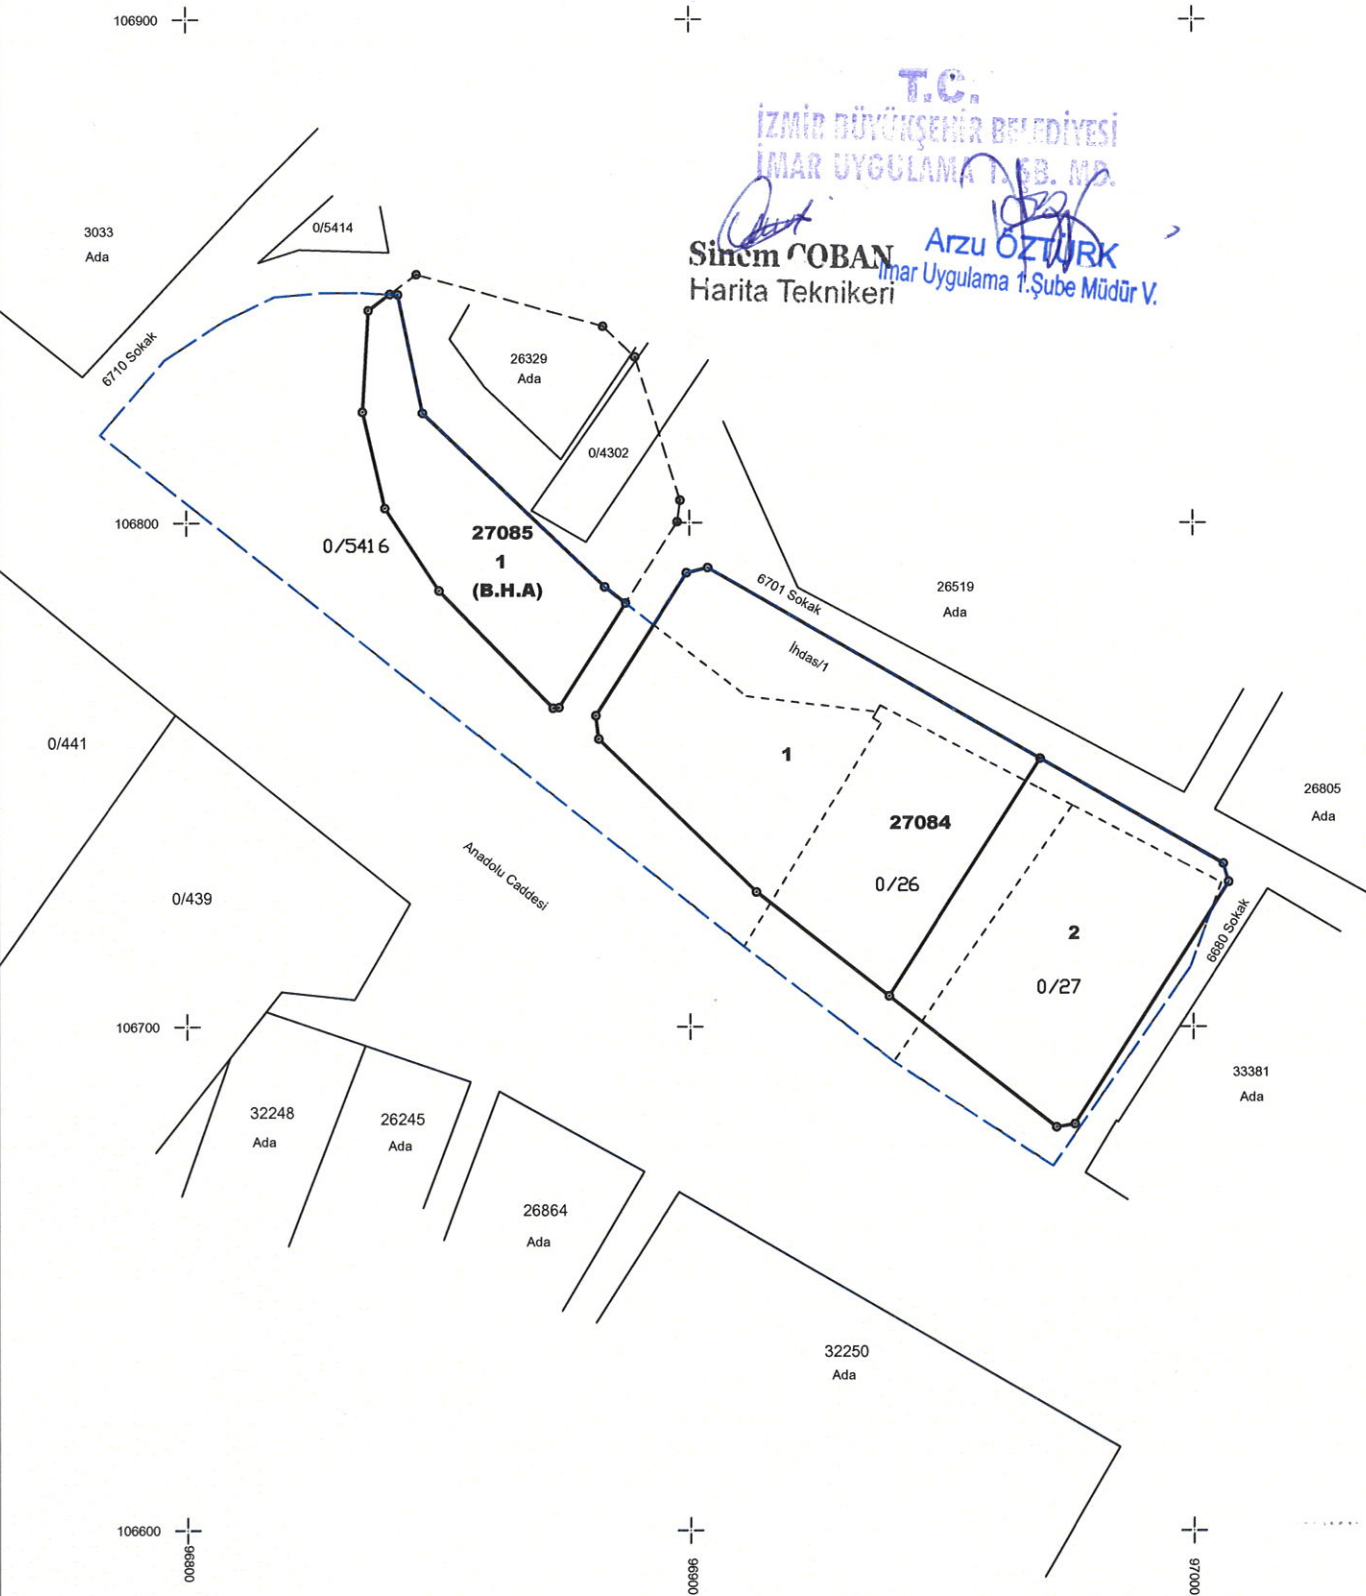 106900
T.C.
İZMİR BÜYÜKŞEHİR BELEDİYESİ
İMAR UYGULAMA 1. ŞB. MD.
Sinem ÇOBAN
Harita Teknikeri
Arzu ÖZTÜRK
İmar Uygulama 1.Şube Müdür V.
3033
Ada
0/5414
6710 Sokak
26329
Ada
0/4302
106800
0/5416
27085
1
(B.H.A)
6701 Sokak
26519
Ada
İhdas/1
0/441
1
26805
Ada
27084
0/26
Anadolu Caddesi
0/439
2
0/27
6680 Sokak
106700
33381
Ada
32248
Ada
26245
Ada
26864
Ada
32250
Ada
106600
96800
96900
97000